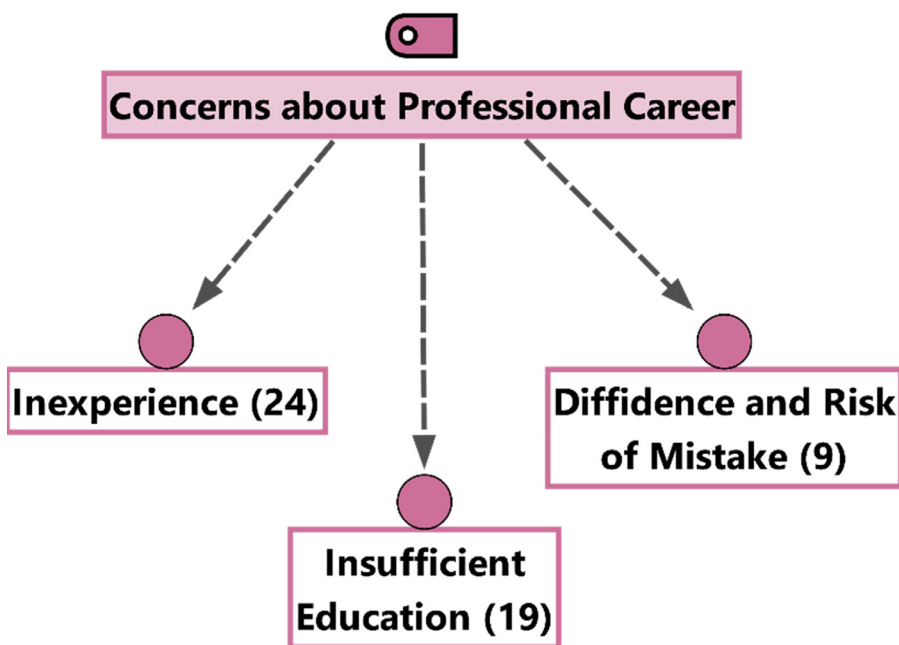 Concerns about Professional Career
Inexperience (24)
Diffidence and Risk
of Mistake (9)
Insufficient
Education (19)